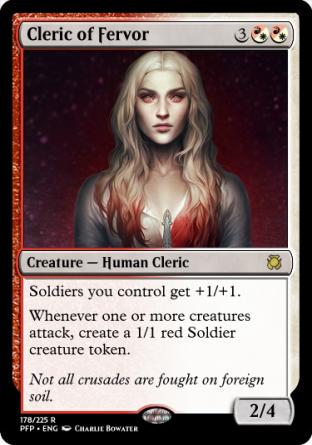 Cleric of Fervor 3
Creature — Human Cleric
Soldiers you control get +1/+1.
Whenever one or more creatures
attack, create a 1/1 red Soldier
creature token.
Not all crusades are fought on foreign
soil.
2/4
178/225 R
PFP • ENG Charlie Bowater